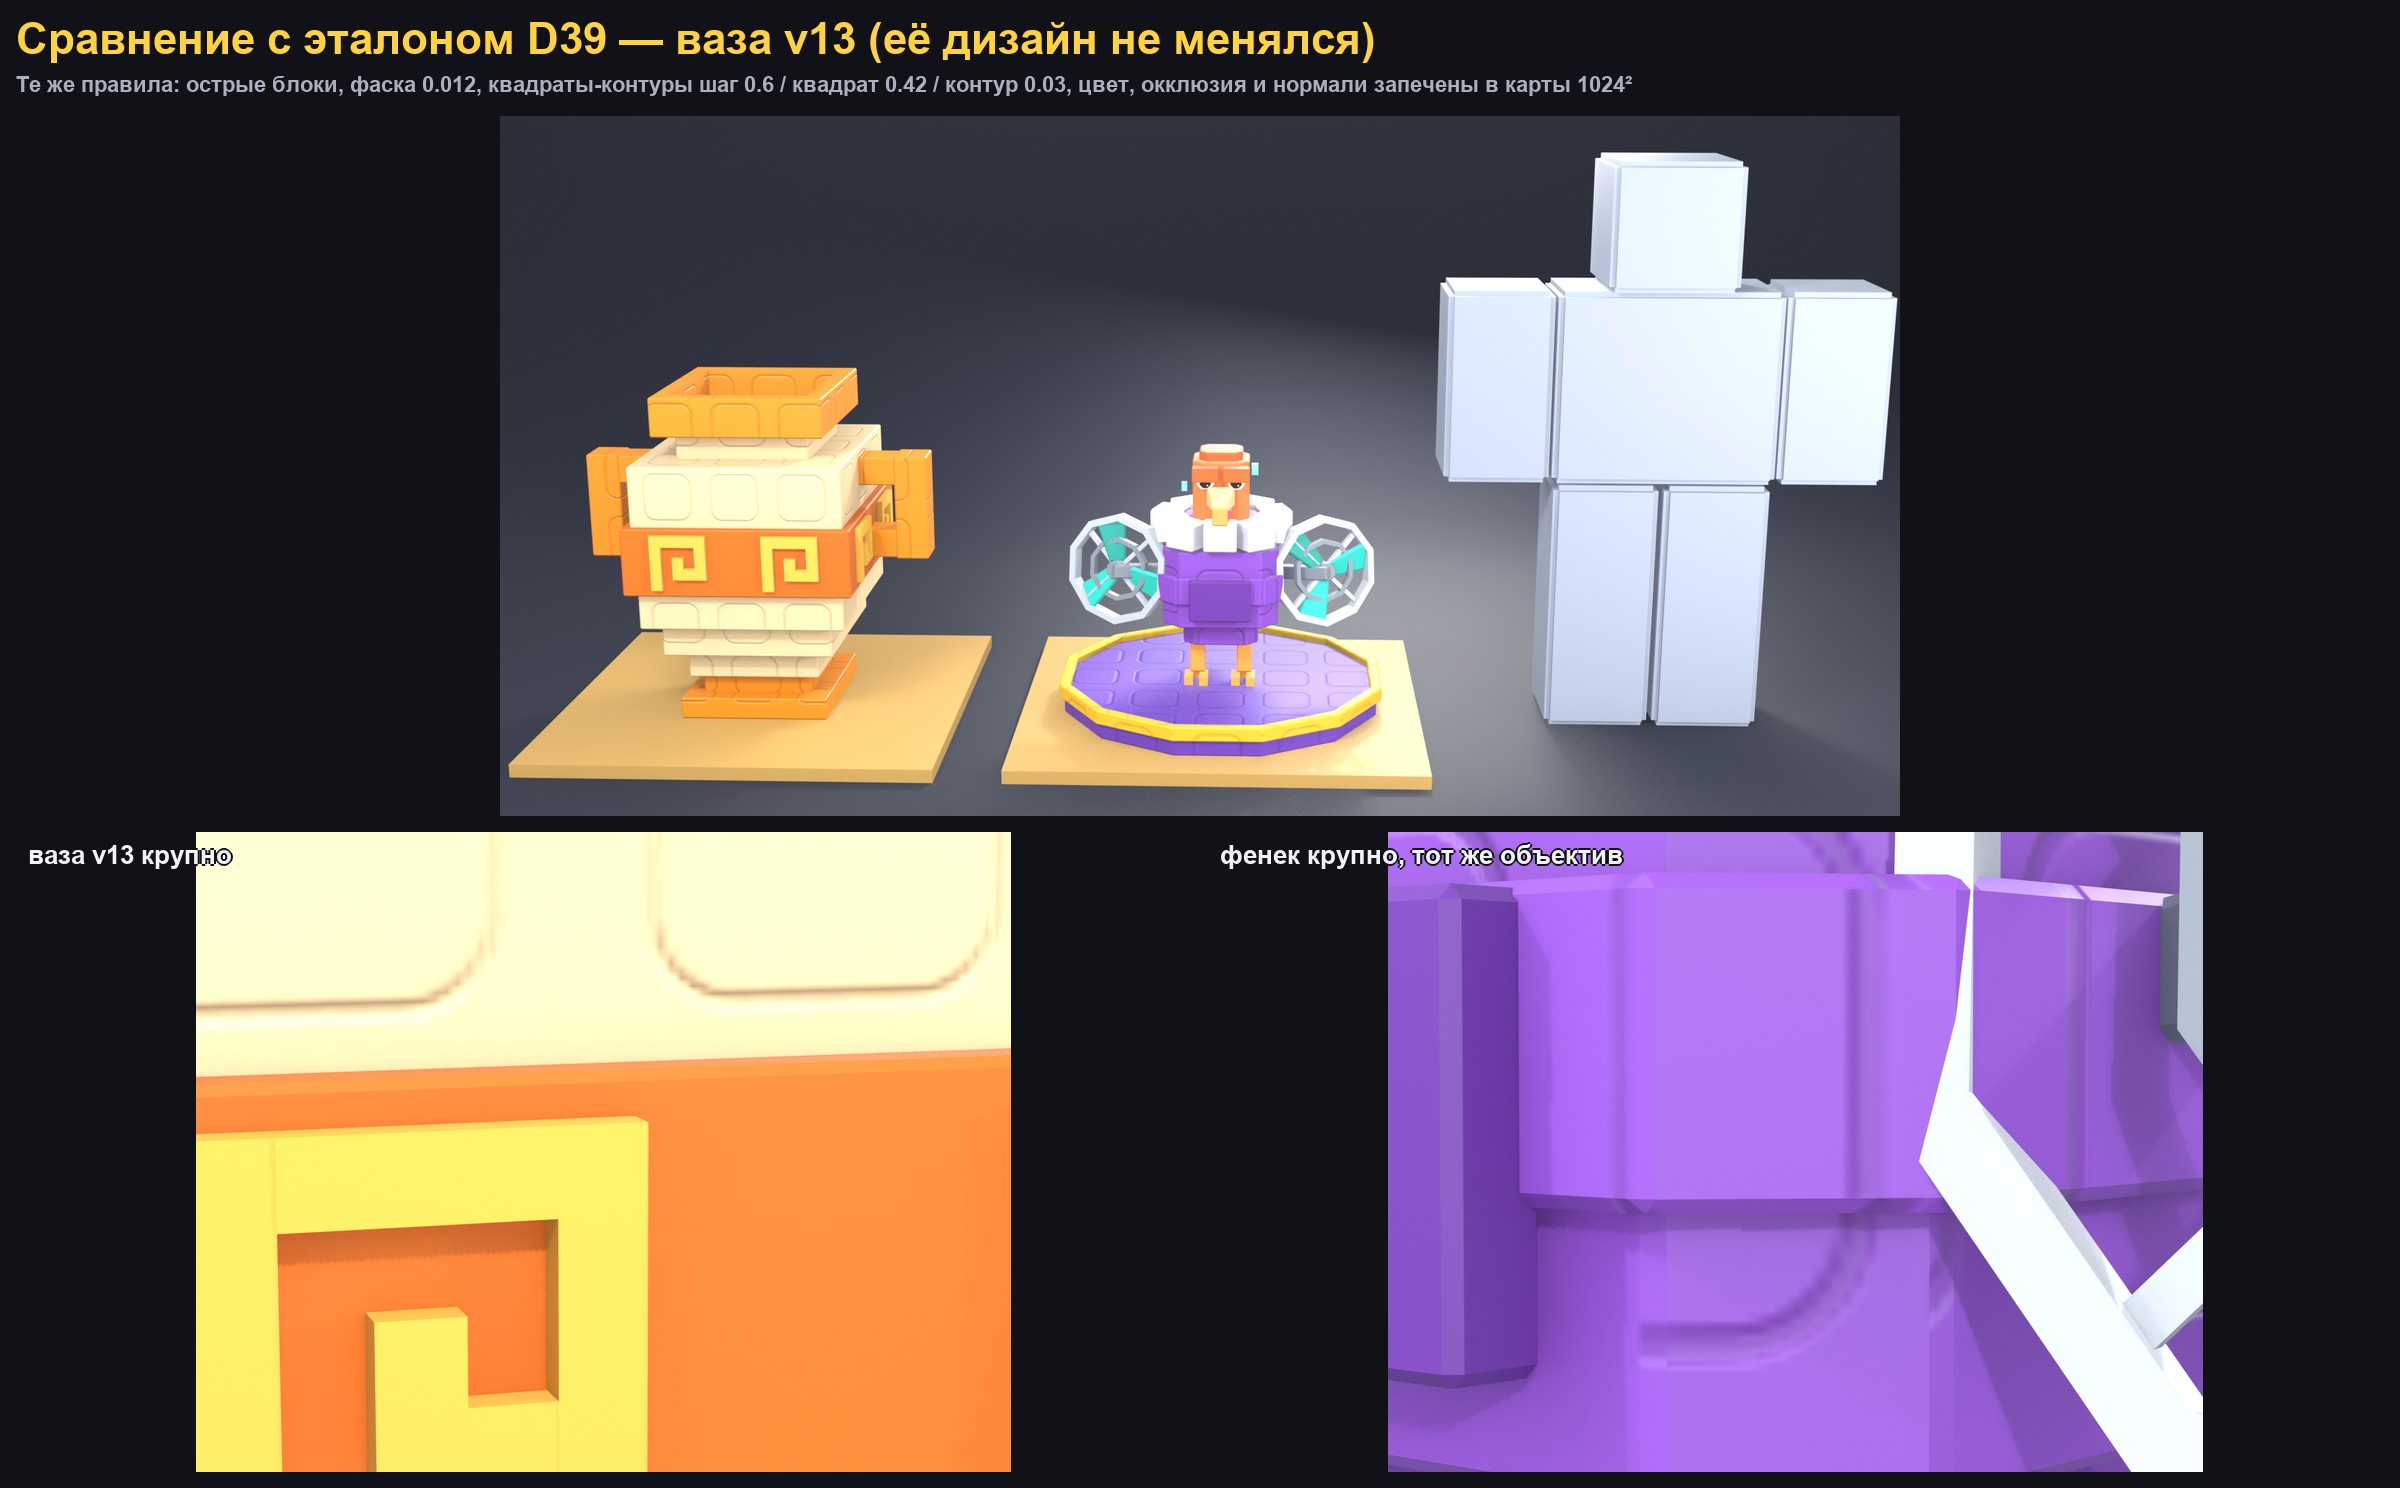 Сравнение с эталоном D39 — ваза v13 (её дизайн не менялся)
Те же правила: острые блоки, фаска 0.012, квадраты-контуры шаг 0.6 / квадрат 0.42 / контур 0.03, цвет, окклюзия и нормали запечены в карты 1024²
ваза v13 крупно
фенек крупно, тот же объектив